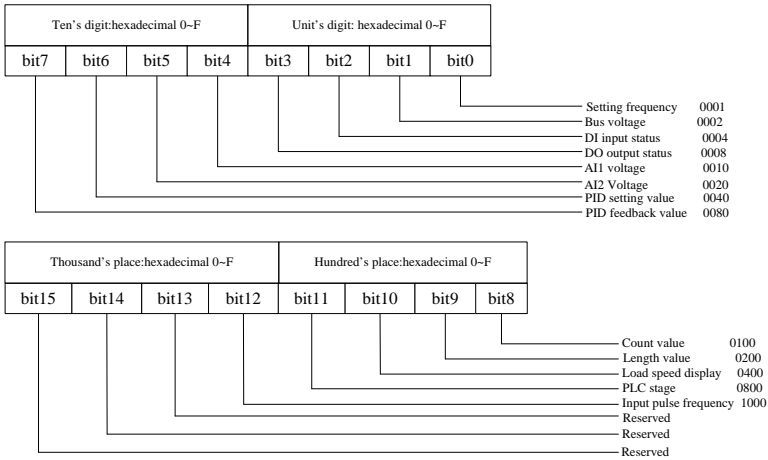 Ten's digit:hexadecimal 0~F Unit's digit: hexadecimal 0~F
bit7 bit6 bit5 bit4 bit3 bit2 bit1 bit0
Setting frequency 0001
Bus voltage 0002
DI input status 0004
DO output status 0008
AI1 voltage 0010
AI2 Voltage 0020
PID setting value 0040
PID feedback value 0080
Thousand's place:hexadecimal 0~F Hundred's place:hexadecimal 0~F
bit15 bit14 bit13 bit12 bit11 bit10 bit9 bit8
Count value 0100
Length value 0200
Load speed display 0400
PLC stage 0800
Input pulse frequency 1000
Reserved
Reserved
Reserved